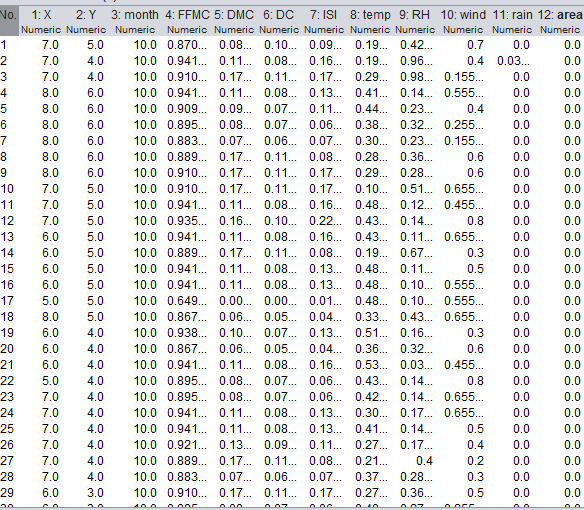 No. 1: X 2: Y 3: month 4: FFMC 5: DMC 6: DC 7: ISI 8: temp 9: RH 10: wind 11: rain 12: area
Numeric Numeric Numeric Numeric Numeric Numeric Numeric Numeric Numeric Numeric Numeric Numeric
1 7.0 5.0 10.0 0.870... 0.08... 0.10... 0.09... 0.19... 0.42... 0.7 0.0 0.0
2 7.0 4.0 10.0 0.941... 0.11... 0.08... 0.16... 0.19... 0.96... 0.4 0.03... 0.0
3 7.0 4.0 10.0 0.910... 0.17... 0.11... 0.17... 0.29... 0.98... 0.155... 0.0 0.0
4 8.0 6.0 10.0 0.941... 0.11... 0.08... 0.13... 0.41... 0.14... 0.555... 0.0 0.0
5 8.0 6.0 10.0 0.909... 0.09... 0.07... 0.11... 0.44... 0.23... 0.4 0.0 0.0
6 8.0 6.0 10.0 0.895... 0.08... 0.07... 0.06... 0.38... 0.32... 0.255... 0.0 0.0
7 8.0 6.0 10.0 0.883... 0.07... 0.06... 0.07... 0.30... 0.23... 0.155... 0.0 0.0
8 8.0 6.0 10.0 0.889... 0.17... 0.11... 0.08... 0.28... 0.36... 0.6 0.0 0.0
9 8.0 6.0 10.0 0.910... 0.17... 0.11... 0.17... 0.29... 0.28... 0.6 0.0 0.0
10 7.0 5.0 10.0 0.910... 0.17... 0.11... 0.17... 0.10... 0.51... 0.655... 0.0 0.0
11 7.0 5.0 10.0 0.941... 0.11... 0.08... 0.16... 0.48... 0.12... 0.455... 0.0 0.0
12 7.0 5.0 10.0 0.935... 0.16... 0.10... 0.22... 0.43... 0.14... 0.8 0.0 0.0
13 6.0 5.0 10.0 0.941... 0.11... 0.08... 0.16... 0.43... 0.11... 0.655... 0.0 0.0
14 6.0 5.0 10.0 0.889... 0.17... 0.11... 0.08... 0.19... 0.67... 0.3 0.0 0.0
15 6.0 5.0 10.0 0.941... 0.11... 0.08... 0.13... 0.48... 0.11... 0.5 0.0 0.0
16 6.0 5.0 10.0 0.941... 0.11... 0.08... 0.13... 0.48... 0.10... 0.555... 0.0 0.0
17 5.0 5.0 10.0 0.649... 0.00... 0.00... 0.01... 0.48... 0.10... 0.555... 0.0 0.0
18 8.0 5.0 10.0 0.867... 0.06... 0.05... 0.04... 0.33... 0.43... 0.655... 0.0 0.0
19 6.0 4.0 10.0 0.938... 0.10... 0.07... 0.13... 0.51... 0.16... 0.3 0.0 0.0
20 6.0 4.0 10.0 0.867... 0.06... 0.05... 0.04... 0.36... 0.32... 0.6 0.0 0.0
21 6.0 4.0 10.0 0.941... 0.11... 0.08... 0.16... 0.53... 0.03... 0.455... 0.0 0.0
22 5.0 4.0 10.0 0.895... 0.08... 0.07... 0.06... 0.43... 0.14... 0.8 0.0 0.0
23 7.0 4.0 10.0 0.895... 0.08... 0.07... 0.06... 0.42... 0.14... 0.655... 0.0 0.0
24 7.0 4.0 10.0 0.941... 0.11... 0.08... 0.13... 0.30... 0.17... 0.655... 0.0 0.0
25 7.0 4.0 10.0 0.941... 0.11... 0.08... 0.13... 0.41... 0.14... 0.5 0.0 0.0
26 6.0 4.0 10.0 0.921... 0.13... 0.09... 0.11... 0.27... 0.17... 0.4 0.0 0.0
27 7.0 4.0 10.0 0.889... 0.17... 0.11... 0.08... 0.21... 0.4 0.2 0.0 0.0
28 7.0 4.0 10.0 0.883... 0.07... 0.06... 0.07... 0.37... 0.28... 0.3 0.0 0.0
29 6.0 3.0 10.0 0.910... 0.17... 0.11... 0.17... 0.27... 0.36... 0.5 0.0 0.0